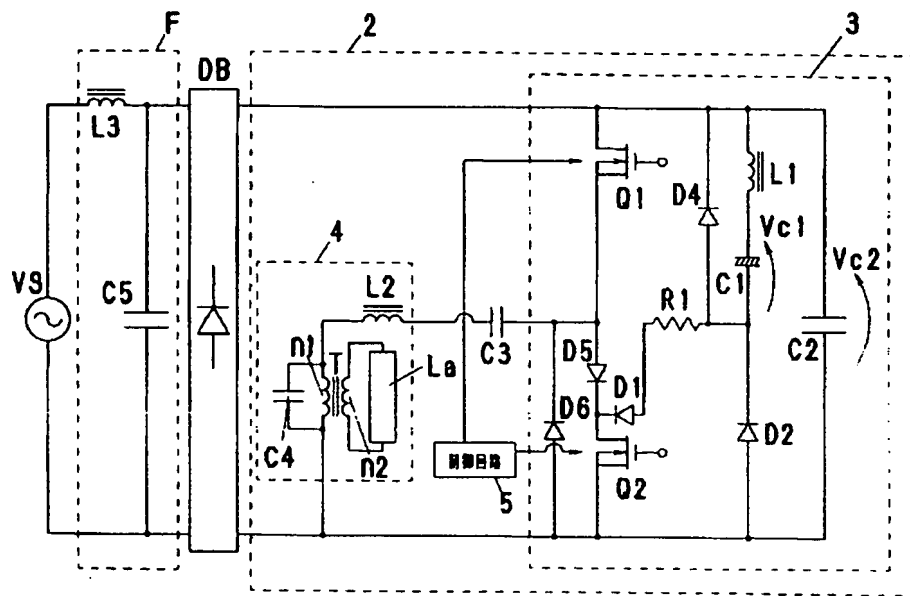 F
2
3
DB
L3
Q1
D4
L1
Vc1
4
C1
Vc2
VS
C5
L2
R1
C3
C2
n1
T
La
D5
D1
D6
D2
C4
n2
制御回路
Q2
5